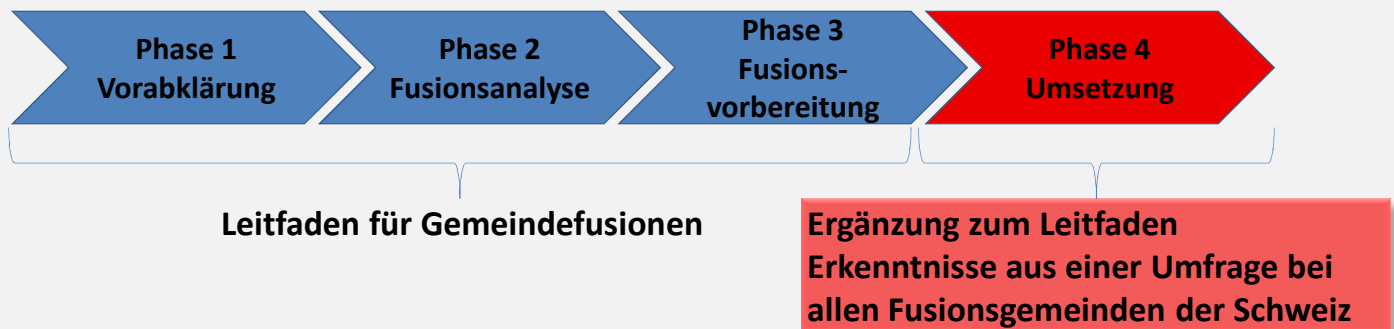 Phase 1
Vorabklärung
Phase 2
Fusionsanalyse
Phase 3
Fusions-
vorbereitung
Phase 4
Umsetzung
Leitfaden für Gemeindefusionen
Ergänzung zum Leitfaden
Erkenntnisse aus einer Umfrage bei
allen Fusionsgemeinden der Schweiz